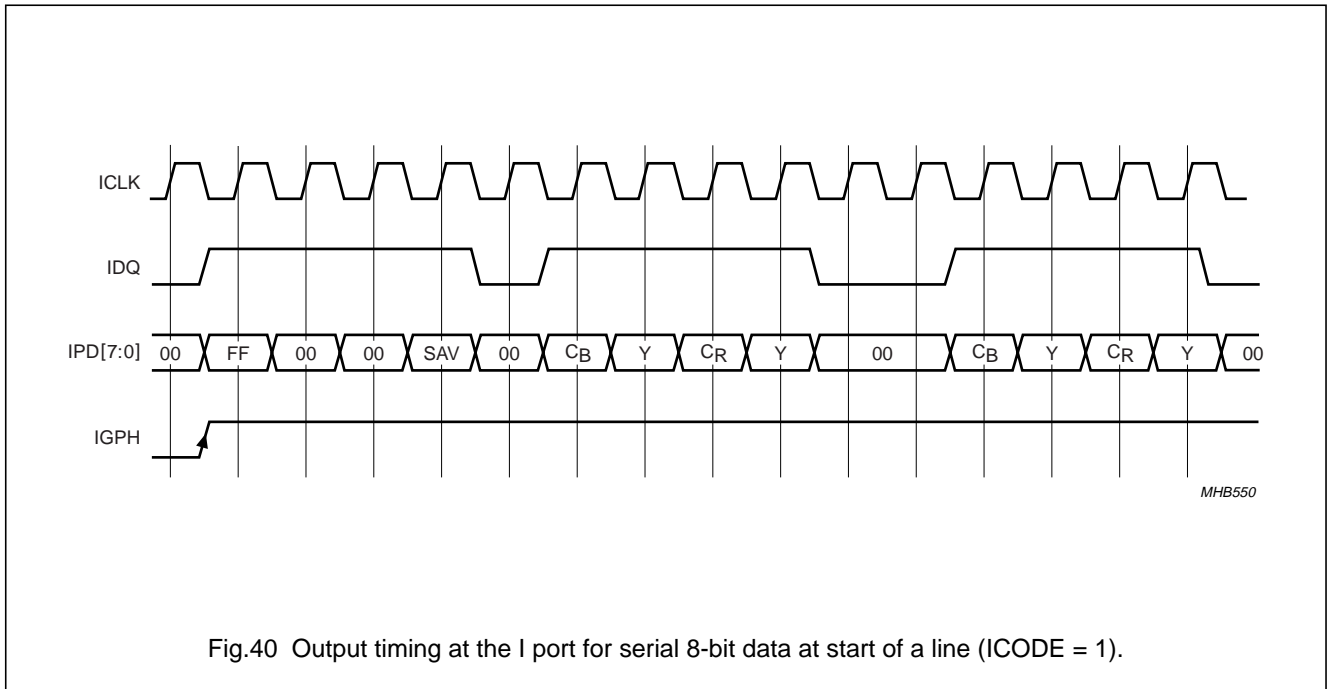 ICLK
IDQ
IPD[7:0] 00 FF 00 00 SAV 00 CB Y CR Y 00 CB Y CR Y 00
IGPH
MHB550
Fig.40 Output timing at the I port for serial 8-bit data at start of a line (ICODE = 1).